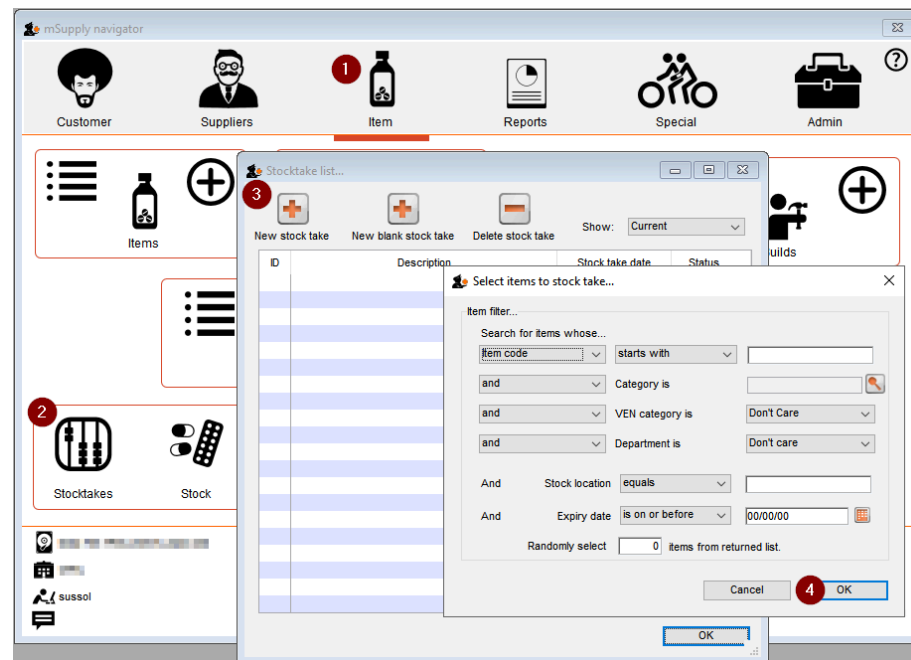 mSupply navigator
1
?
Customer Suppliers Item Reports Special Admin
Items
uilds
Stocktake list...
3
New stock take New blank stock take Delete stock take Show: Current
ID Description Stock take date Status
Select items to stock take...
Item filter...
Search for items whose...
Item code starts with
and Category is
and VEN category is Don't Care
and Department is Don't care
And Stock location equals
And Expiry date is on or before 00/00/00
Randomly select 0 items from returned list.
Cancel 4 OK
2
Stocktakes Stock
sussol
OK